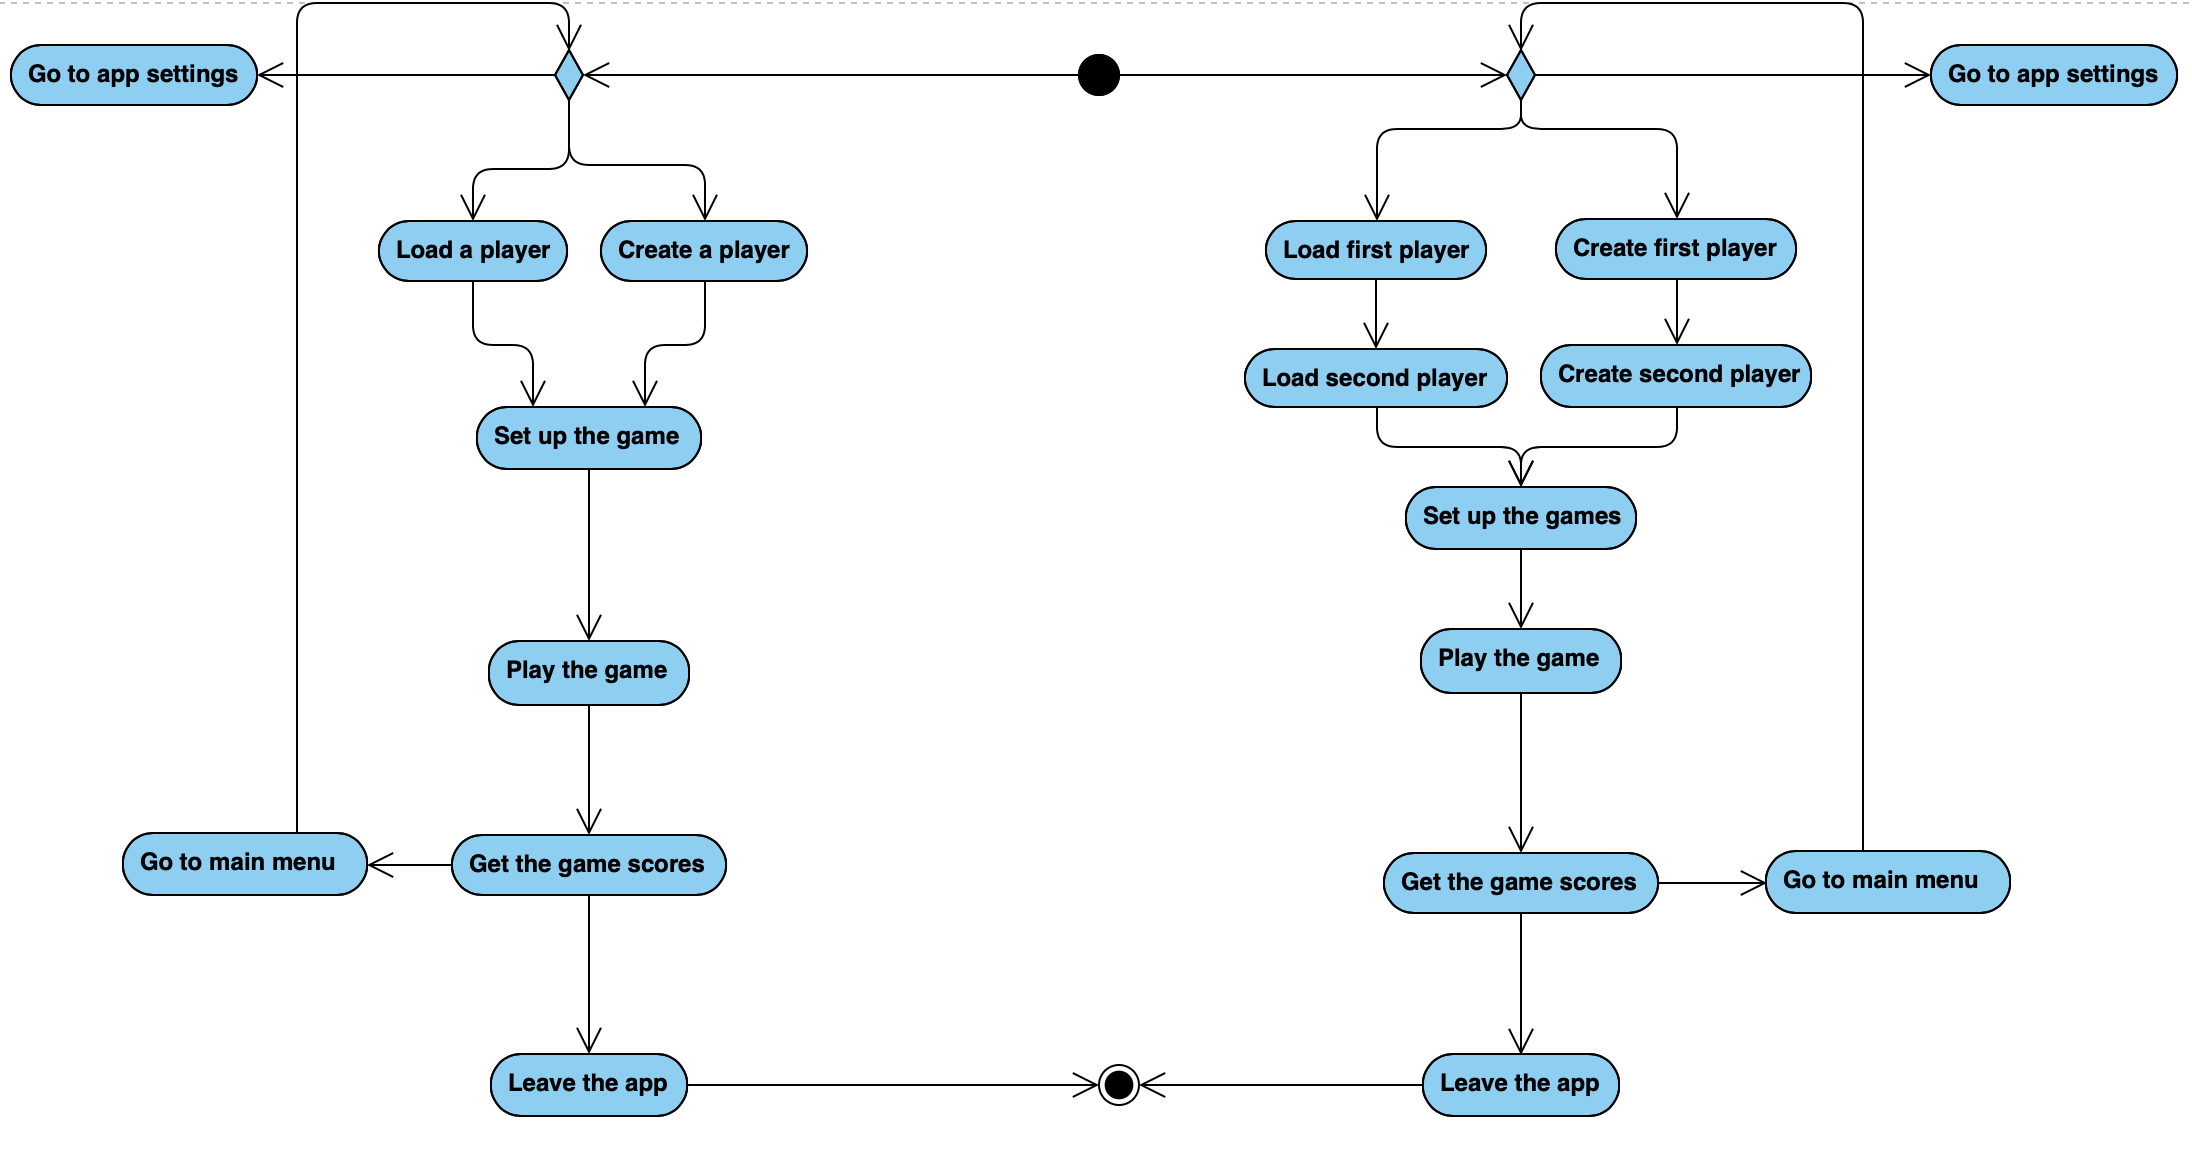 Go to app settings
Go to app settings
Load a player
Create a player
Load first player
Create first player
Load second player
Create second player
Set up the game
Set up the games
Play the game
Play the game
Go to main menu
Get the game scores
Get the game scores
Go to main menu
Leave the app
Leave the app